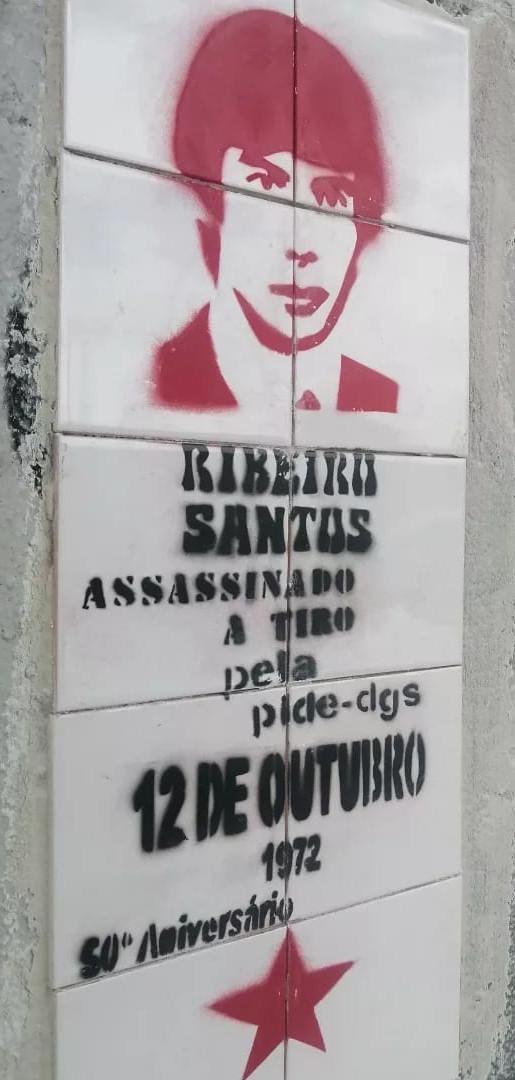 RIBEIRO
SANTOS
ASSASSINADO
A TIRO
pela
pide-dgs
12 DE OUTUBRO
1972
50º Aniversário